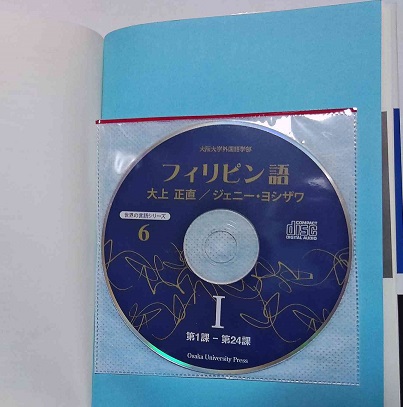 大阪大学外国語学部
フィリピン語
大上 正直／ジェニー・ヨシザワ
世界の言語シリーズ
6
COMPACT
disc
DIGITAL AUDIO
I
第1課－第24課
Osaka University Press